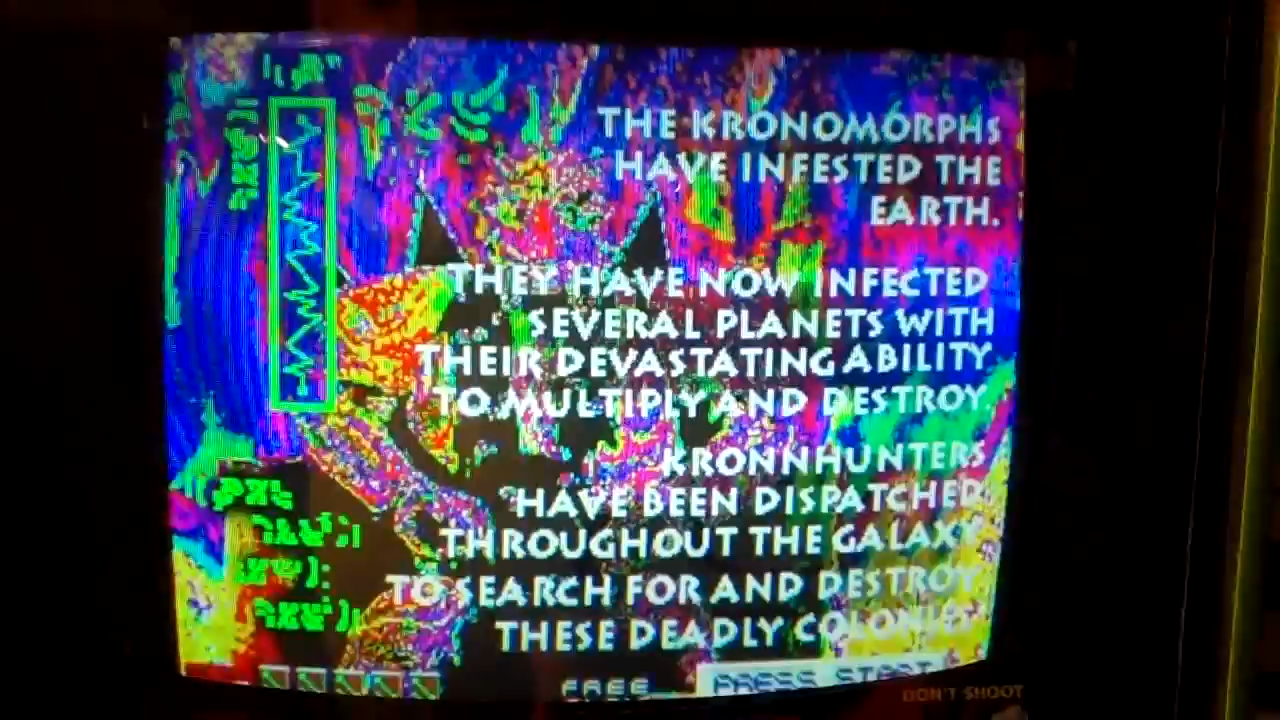 THE KRONOMORPHS
HAVE INFESTED THE
EARTH.
THEY HAVE NOW INFECTED
SEVERAL PLANETS WITH
THEIR DEVASTATING ABILITY
TO MULTIPLY AND DESTROY.
KRONNHUNTERS
HAVE BEEN DISPATCHED
THROUGHOUT THE GALAXY
TO SEARCH FOR AND DESTROY
THESE DEADLY COLONIES.
FREE
PRESS START
DON'T SHOOT